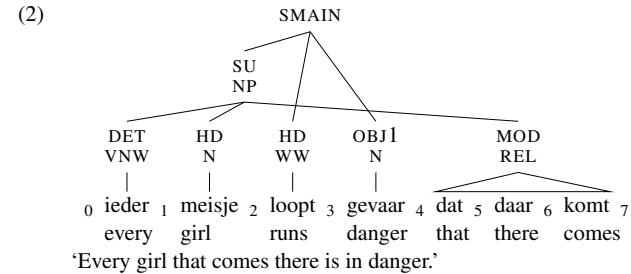 (2) SMAIN
SU
NP
DET HD HD OBJ1 MOD
VNW N WW N REL
0 ieder 1 meisje 2 loopt 3 gevaar 4 dat 5 daar 6 komt 7
every girl runs danger that there comes
‘Every girl that comes there is in danger.’